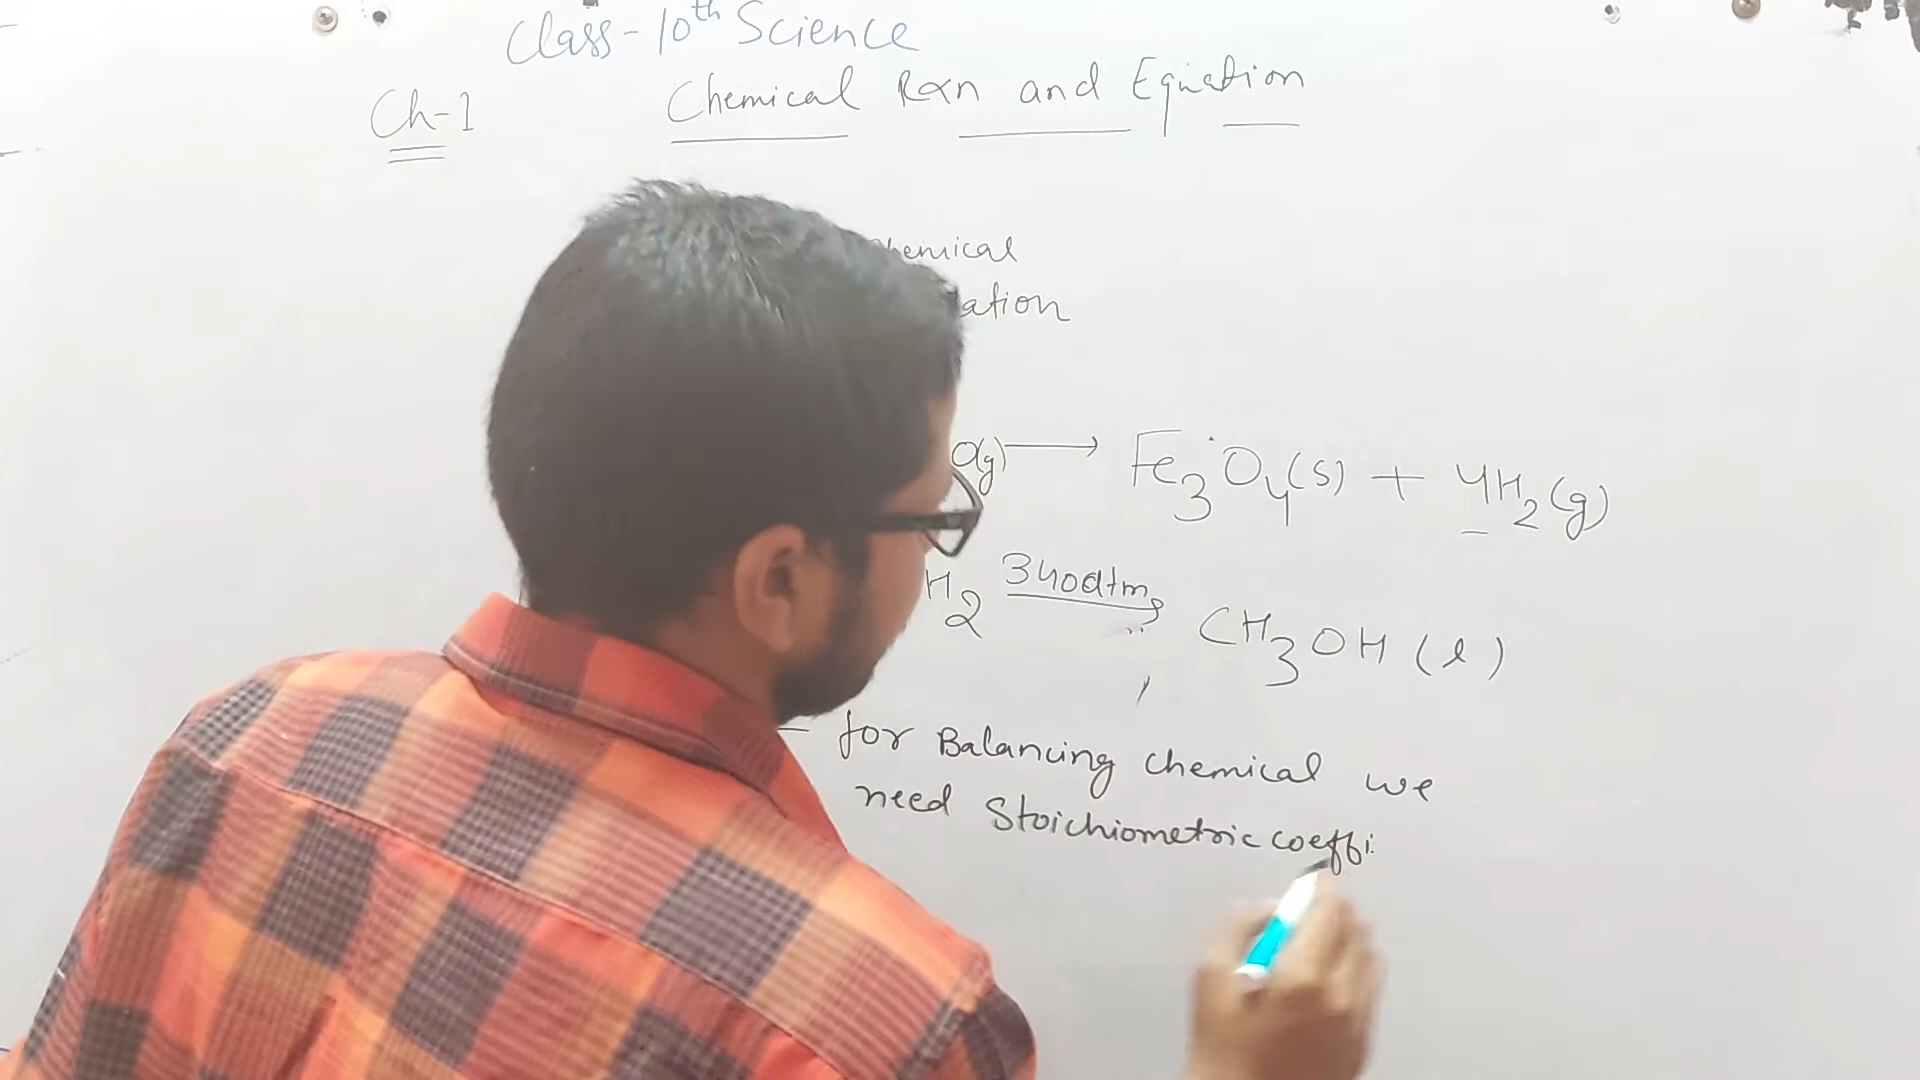 Class-10th Science
Ch-1 Chemical Rxn and Equation
hemical
ation
O(g) ⟶ Fe3O4(s) + 4H2(g)
H2 340atm CH3OH (l)
- for Balancing chemical we
need Stoichiometric coeffi